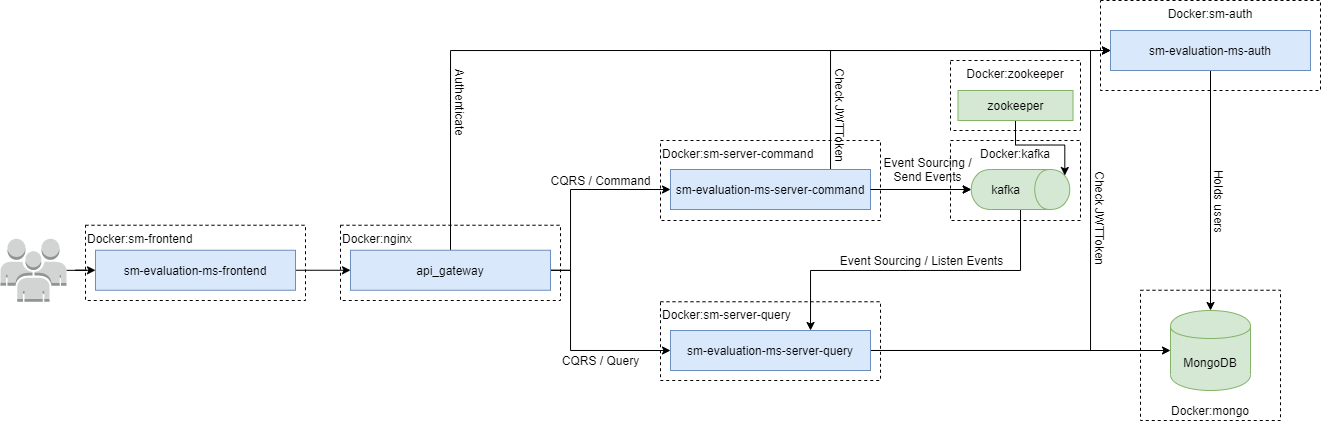 Docker:sm-auth
sm-evaluation-ms-auth
Docker:zookeeper
zookeeper
Authenticate
Check JWTToken
Docker:sm-server-command
Docker:kafka
CQRS / Command
sm-evaluation-ms-server-command
Event Sourcing /
Send Events
kafka
Check JWTToken
Holds users
Docker:sm-frontend
sm-evaluation-ms-frontend
Docker:nginx
api_gateway
Event Sourcing / Listen Events
Docker:sm-server-query
sm-evaluation-ms-server-query
CQRS / Query
MongoDB
Docker:mongo